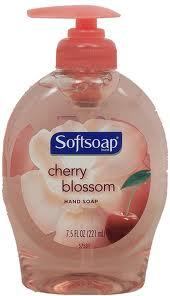 Softsoap
cherry
blossom
HAND SOAP
7.5 FL OZ (221 mL)